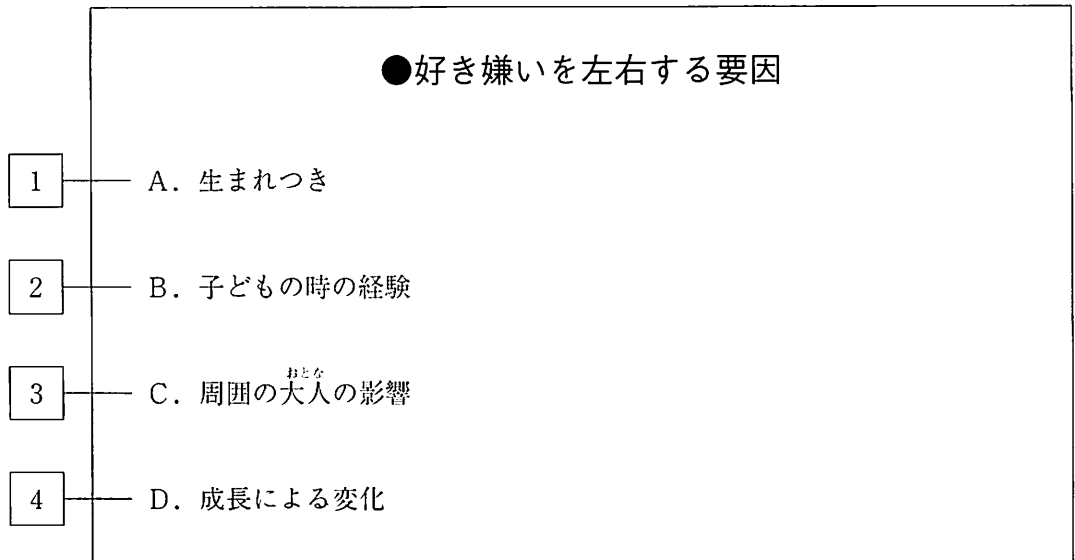 ●好き嫌いを左右する要因
1 A．生まれつき
2 B．子どもの時の経験
3 C．周囲の大人の影響
おとな
4 D．成長による変化